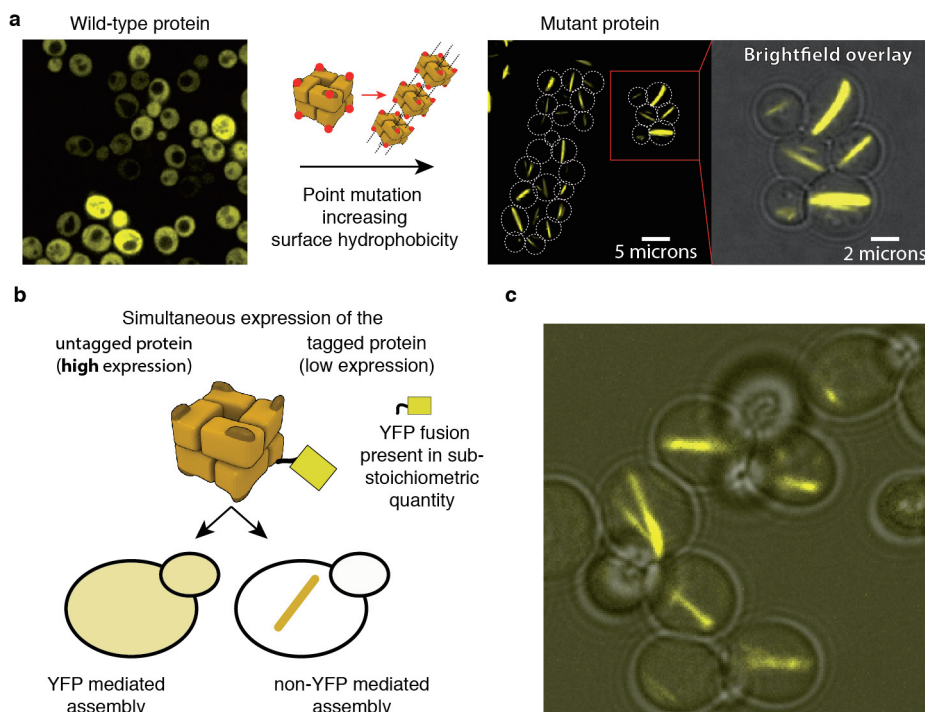 a
Wild-type protein
Point mutation
increasing
surface hydrophobicity
Mutant protein
5 microns
Brightfield overlay
2 microns
b
Simultaneous expression of the
untagged protein
(high expression)
tagged protein
(low expression)
YFP fusion
present in sub-
stoichiometric
quantity
YFP mediated
assembly
non-YFP mediated
assembly
c